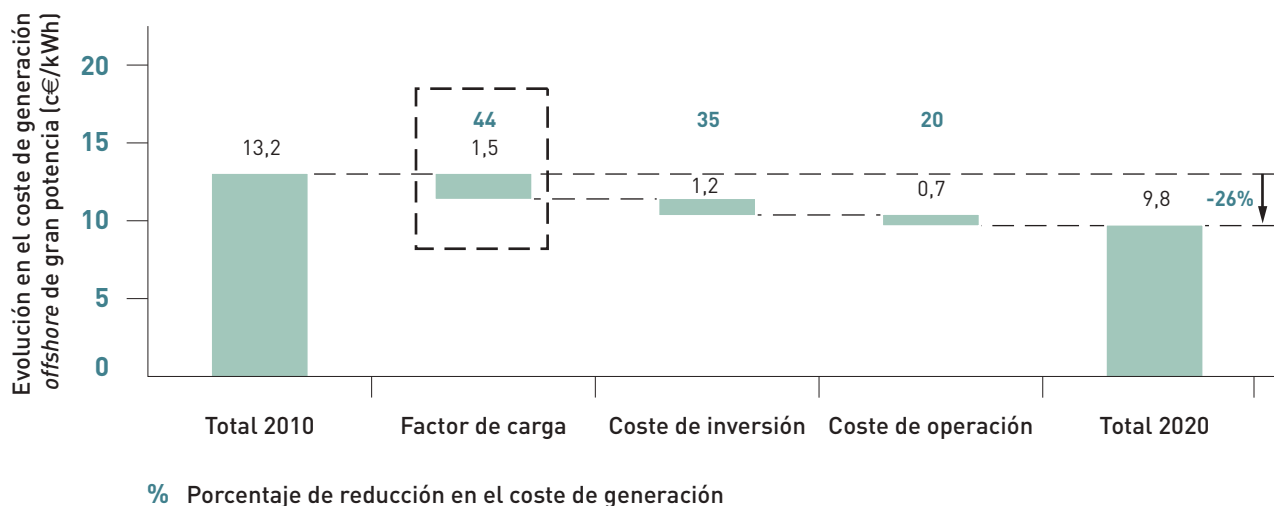 Evolución en el coste de generación
offshore de gran potencia (c€/kWh)
20
15
10
5
0
13,2
44
1,5
35
1,2
20
0,7
9,8
-26%
Total 2010
Factor de carga
Coste de inversión
Coste de operación
Total 2020
% Porcentaje de reducción en el coste de generación